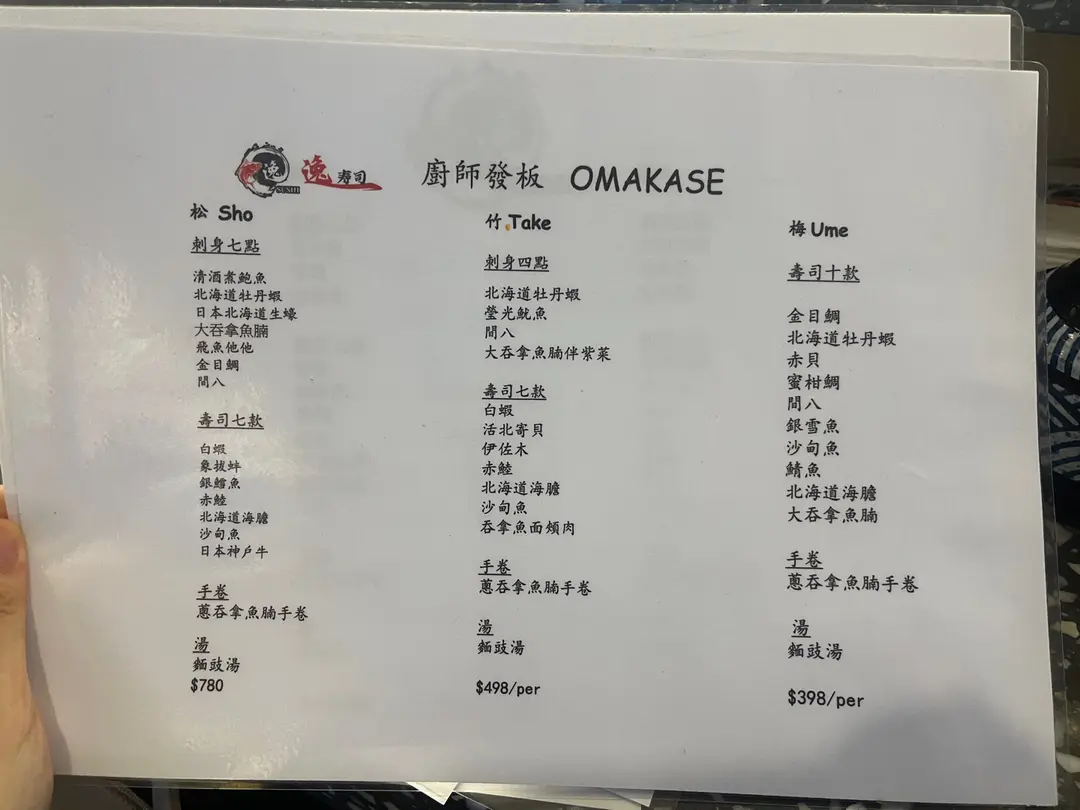 逸 SUSHI 逸 寿司
廚師發板 OMAKASE
松 Sho
刺身七點
清酒煮鮑魚
北海道牡丹蝦
日本北海道生蠔
大吞拿魚腩
飛魚他他
金目鯛
間八
壽司七款
白蝦
象拔蚌
銀鱈魚
赤鯥
北海道海膽
沙甸魚
日本神戶牛
手卷
蔥吞拿魚腩手卷
湯
麵豉湯
$780
竹 Take
刺身四點
北海道牡丹蝦
瑩光魷魚
間八
大吞拿魚腩伴紫菜
壽司七款
白蝦
活北寄貝
伊佐木
赤鯥
北海道海膽
沙甸魚
吞拿魚面頰肉
手卷
蔥吞拿魚腩手卷
湯
麵豉湯
$498/per
梅 Ume
壽司十款
金目鯛
北海道牡丹蝦
赤貝
蜜柑鯛
間八
銀雪魚
沙甸魚
鯖魚
北海道海膽
大吞拿魚腩
手卷
蔥吞拿魚腩手卷
湯
麵豉湯
$398/per